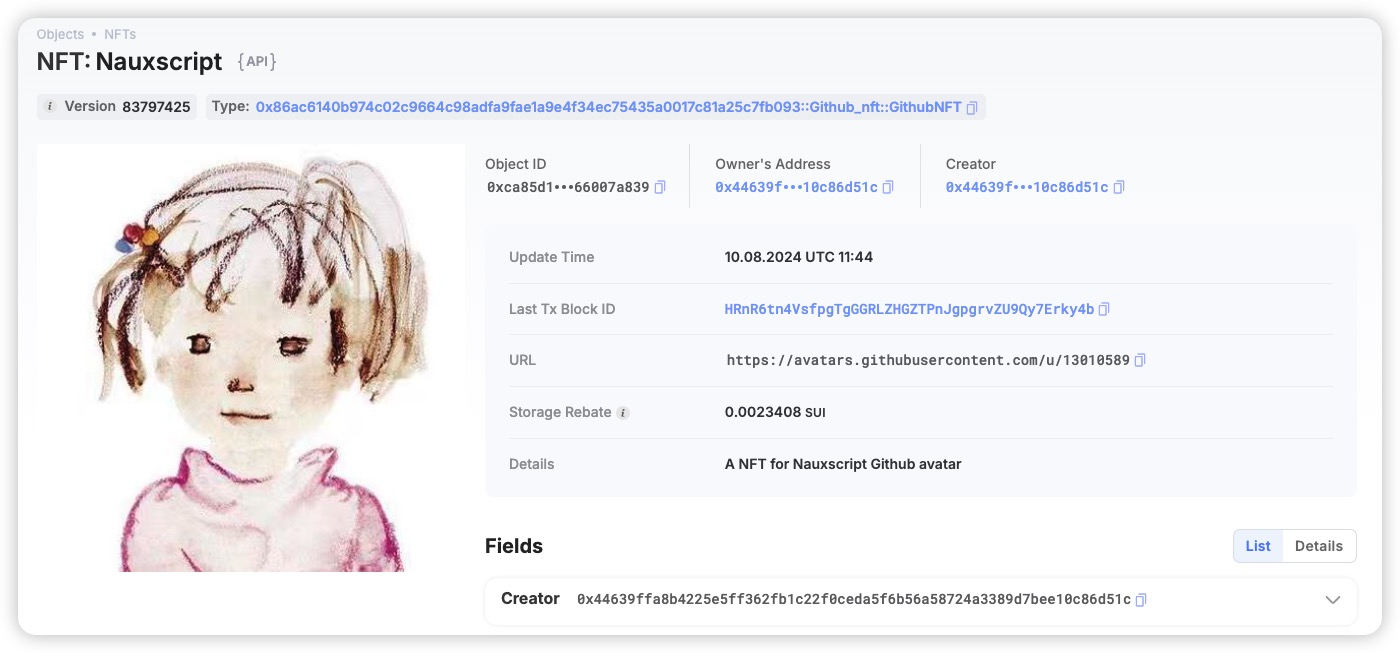 Objects • NFTs
NFT: Nauxscript {API}
i Version 83797425 Type: 0x86ac6140b974c02c9664c98adfa9fae1a9e4f34ec75435a0017c81a25c7fb093::Github_nft::GithubNFT
Object ID Owner's Address Creator
0xca85d1•••66007a839 0x44639f•••10c86d51c 0x44639f•••10c86d51c
Update Time 10.08.2024 UTC 11:44
Last Tx Block ID HRnR6tn4VsfpgTgGGRLZHGZTPnJgpgrvZU9Qy7Erky4b
URL https://avatars.githubusercontent.com/u/13010589
Storage Rebate i 0.0023408 SUI
Details A NFT for Nauxscript Github avatar
Fields List Details
Creator 0x44639ffa8b4225e5ff362fb1c22f0ceda5f6b56a58724a3389d7bee10c86d51c